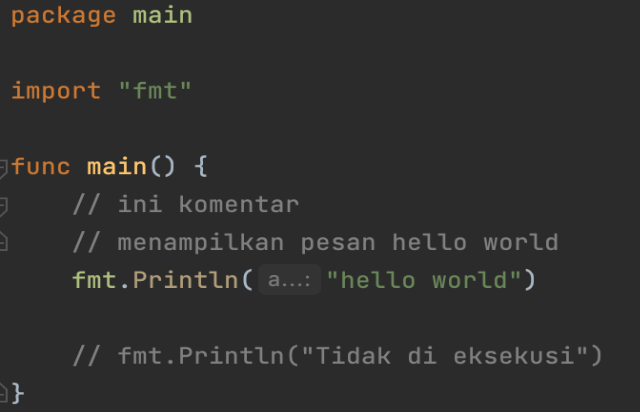 package main
import "fmt"
func main() {
// ini komentar
// menampilkan pesan hello world
fmt.Println( a...: "hello world")
// fmt.Println("Tidak di eksekusi")
}